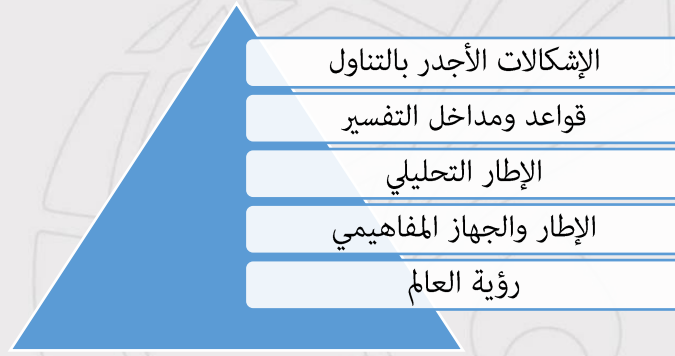 الإشكالات الأجدر بالتناول
قواعد ومداخل التفسير
الإطار التحليلي
الإطار والجهاز المفاهيمي
رؤية العالم